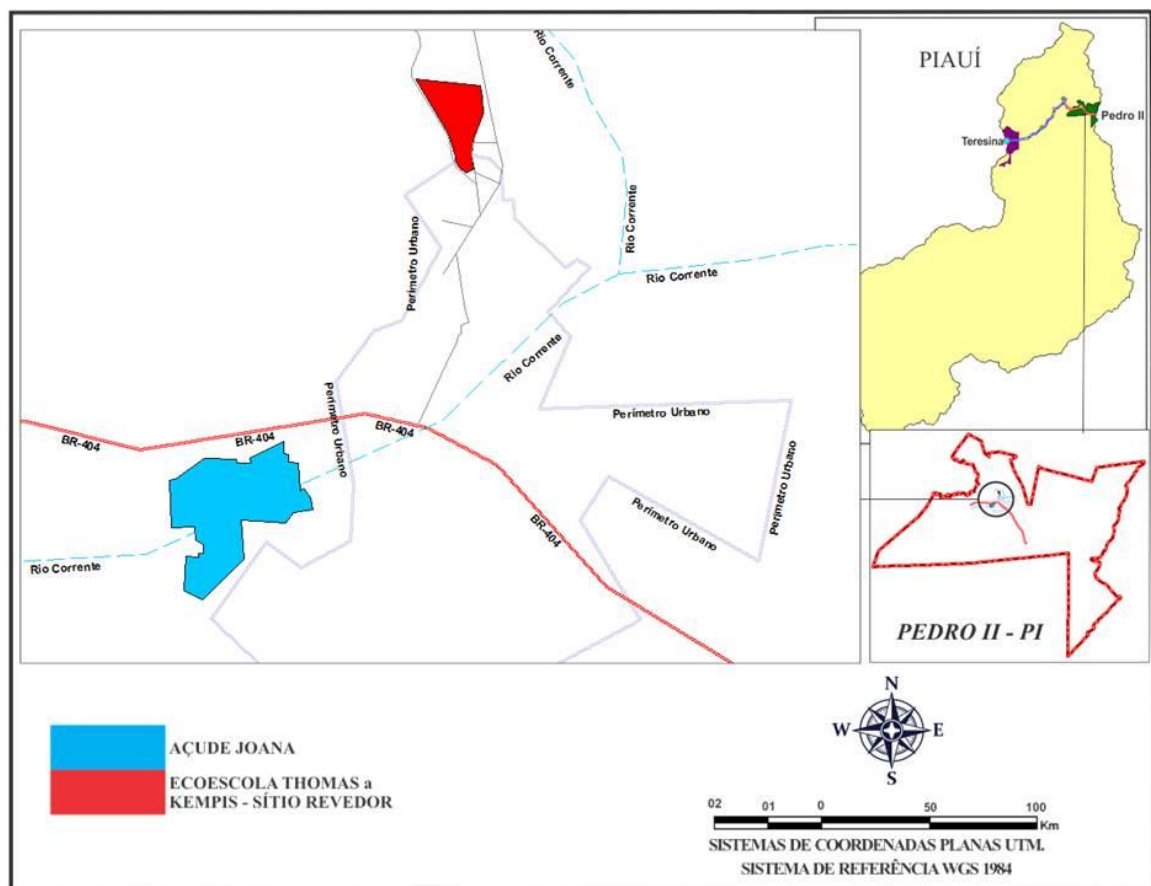 Rio Corrente
Rio Corrente
Rio Corrente
Rio Corrente
Rio Corrente
Perímetro Urbano
Perímetro Urbano
Perímetro Urbano
Perímetro Urbano
Perímetro Urbano
BR-404
BR-404
BR-404
BR-404
PIAUÍ
Pedro II
Teresina
PEDRO II - PI
AÇUDE JOANA
ECOESCOLA THOMAS a
KEMPIS - SÍTIO REVEDOR
N
W
E
S
02 01 0 50 100
Km
SISTEMAS DE COORDENADAS PLANAS UTM.
SISTEMA DE REFERÊNCIA WGS 1984